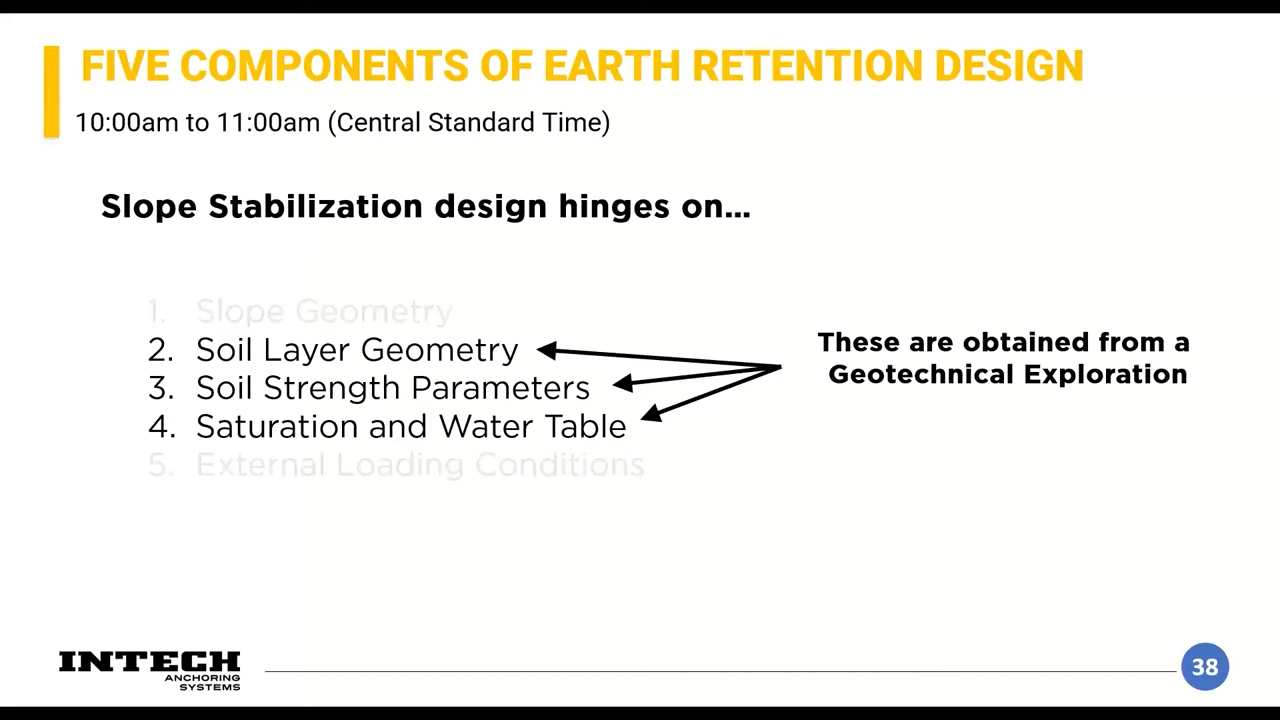 FIVE COMPONENTS OF EARTH RETENTION DESIGN
10:00am to 11:00am (Central Standard Time)
Slope Stabilization design hinges on...
1. Slope Geometry
2. Soil Layer Geometry
3. Soil Strength Parameters
4. Saturation and Water Table
5. External Loading Conditions
These are obtained from a
Geotechnical Exploration
INTECH
ANCHORING
SYSTEMS
38